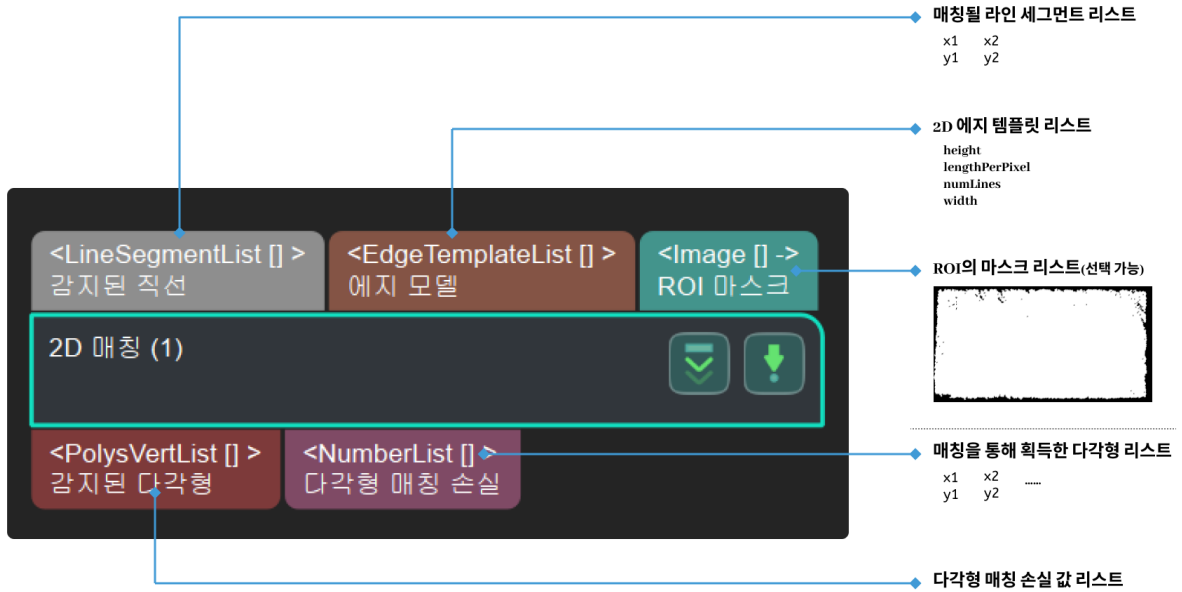 매칭될 라인 세그먼트 리스트
x1 x2
y1 y2
2D 에지 템플릿 리스트
height
lengthPerPixel
numLines
width
<LineSegmentList [] >
감지된 직선
<EdgeTemplateList [] >
에지 모델
<Image [] ->
ROI 마스크
ROI의 마스크 리스트(선택 가능)
2D 매칭 (1)
<PolysVertList [] >
감지된 다각형
<NumberList [] >
다각형 매칭 손실
매칭을 통해 획득한 다각형 리스트
x1 x2 ......
y1 y2
다각형 매칭 손실 값 리스트